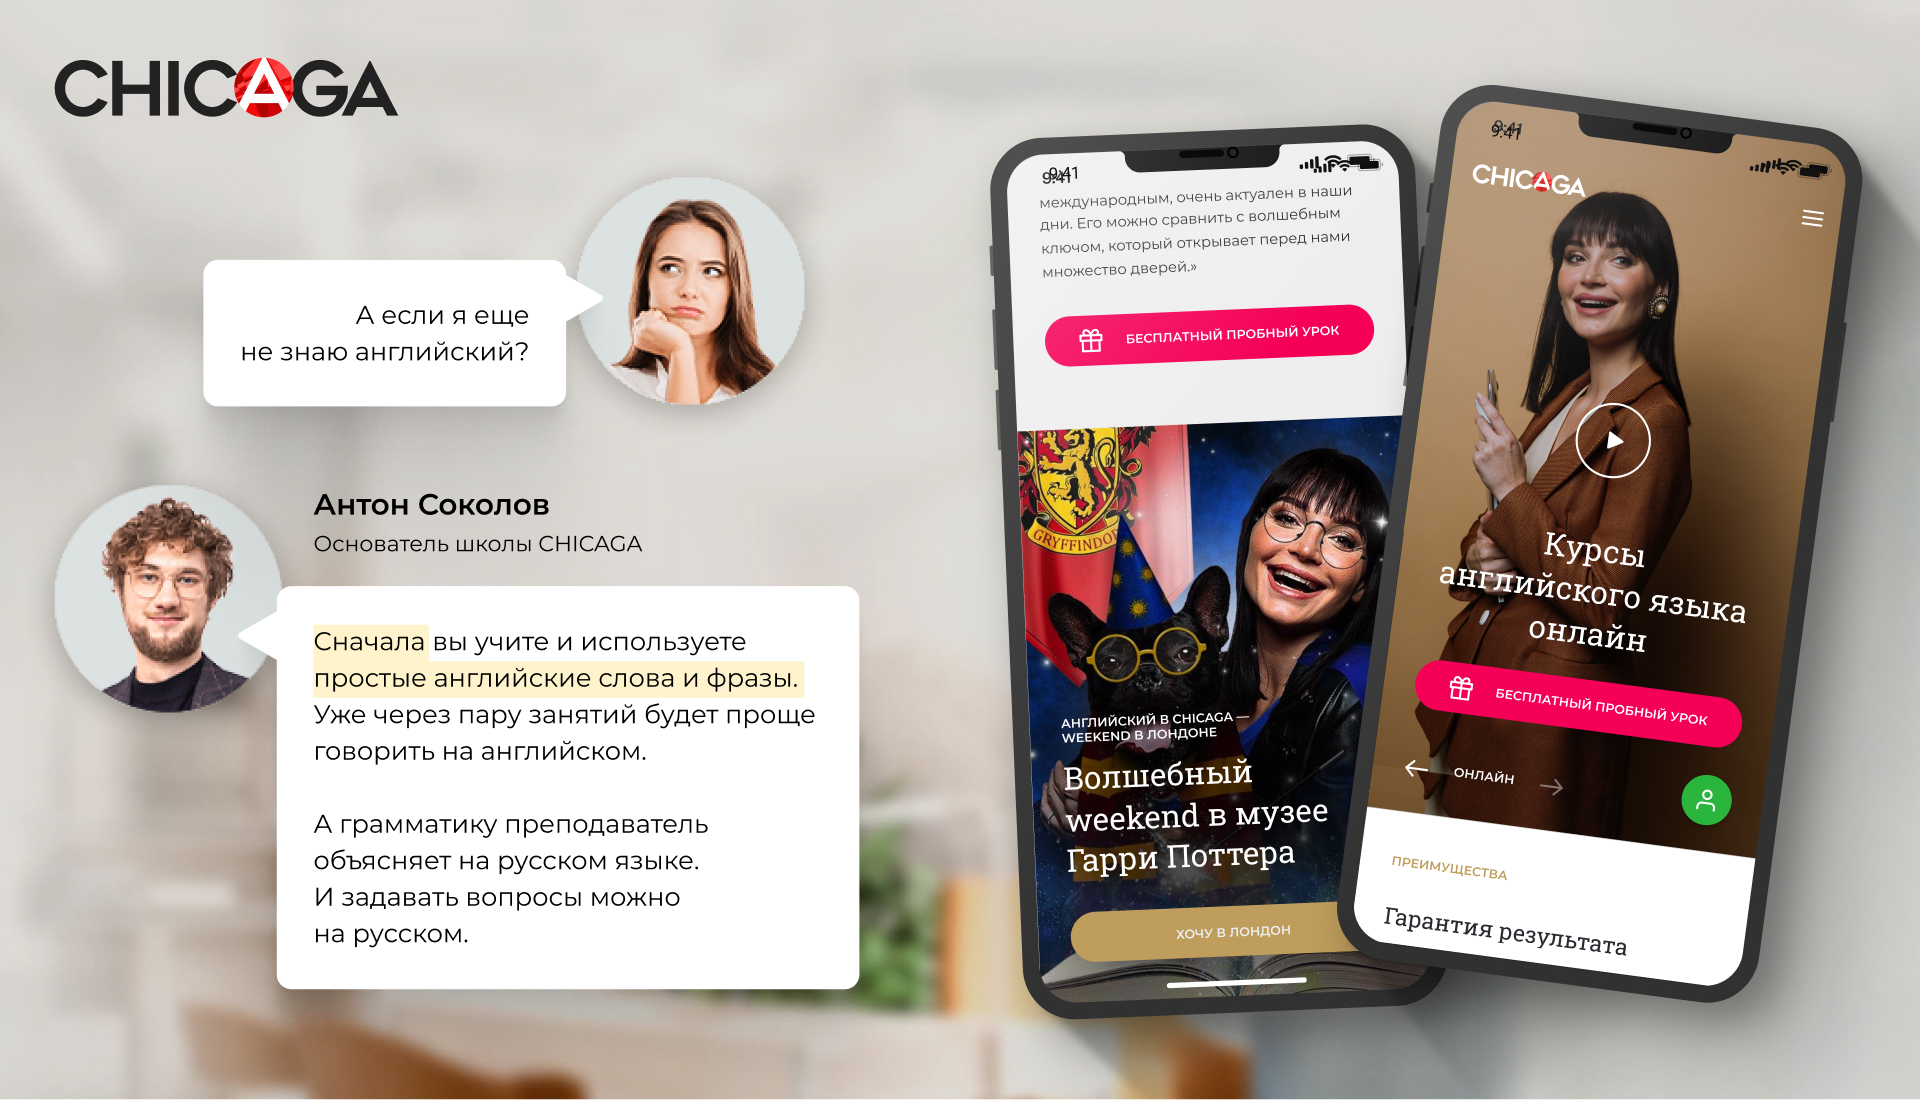 CHICAGA
А если я еще
не знаю английский?
Антон Соколов
Основатель школы CHICAGA
Сначала вы учите и используете
простые английские слова и фразы.
Уже через пару занятий будет проще
говорить на английском.
А грамматику преподаватель
объясняет на русском языке.
И задавать вопросы можно
на русском.
9:41
международным, очень актуален в наши
дни. Его можно сравнить с волшебным
ключом, который открывает перед нами
множество дверей.»
БЕСПЛАТНЫЙ ПРОБНЫЙ УРОК
GRYFFINDOR
АНГЛИЙСКИЙ В CHICAGA —
WEEKEND В ЛОНДОНЕ
Волшебный
weekend в музее
Гарри Поттера
ХОЧУ В ЛОНДОН
9:41
CHICAGA
Курсы
английского языка
онлайн
БЕСПЛАТНЫЙ ПРОБНЫЙ УРОК
ОНЛАЙН
ПРЕИМУЩЕСТВА
Гарантия результата